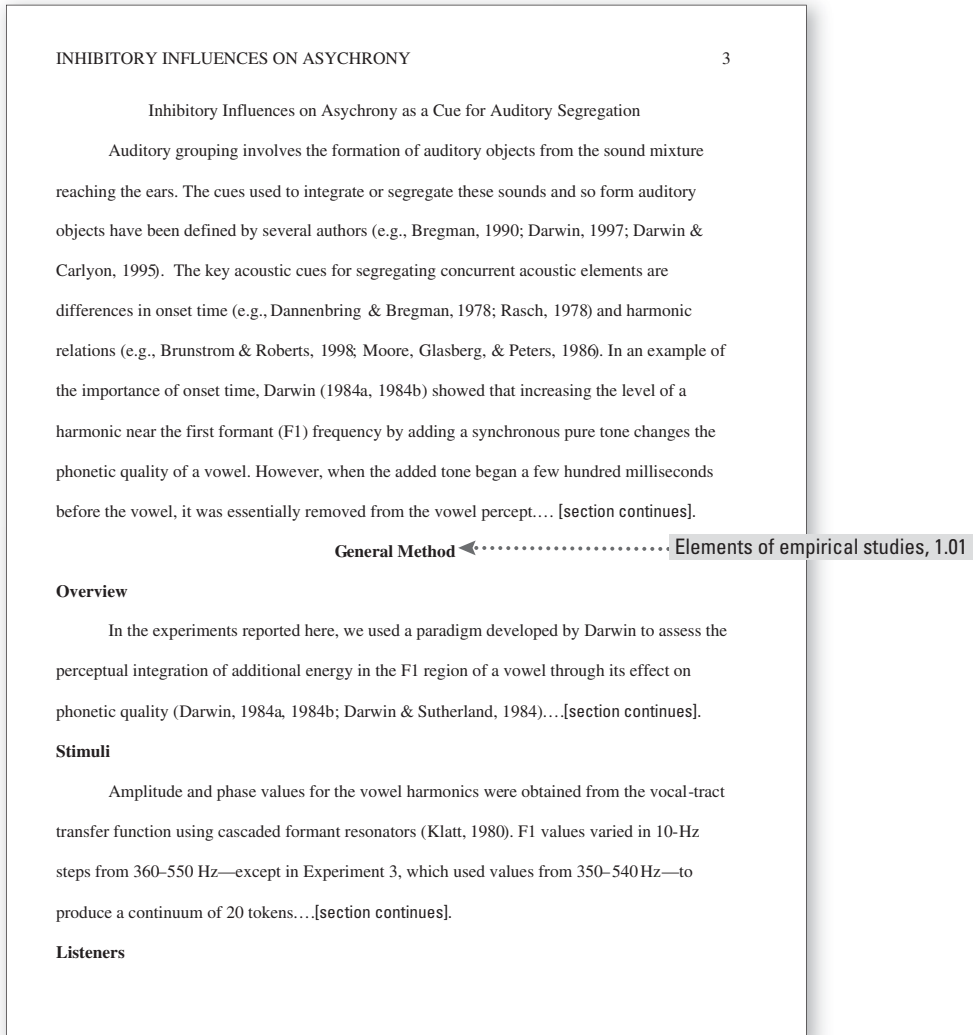 INHIBITORY INFLUENCES ON ASYCHRONY 3
Inhibitory Influences on Asychrony as a Cue for Auditory Segregation
Auditory grouping involves the formation of auditory objects from the sound mixture
reaching the ears. The cues used to integrate or segregate these sounds and so form auditory
objects have been defined by several authors (e.g., Bregman, 1990; Darwin, 1997; Darwin &
Carlyon, 1995).  The key acoustic cues for segregating concurrent acoustic elements are
differences in onset time (e.g., Dannenbring & Bregman, 1978; Rasch, 1978) and harmonic
relations (e.g., Brunstrom & Roberts, 1998; Moore, Glasberg, & Peters, 1986). In an example of
the importance of onset time, Darwin (1984a, 1984b) showed that increasing the level of a
harmonic near the first formant (F1) frequency by adding a synchronous pure tone changes the
phonetic quality of a vowel. However, when the added tone began a few hundred milliseconds
before the vowel, it was essentially removed from the vowel percept.… [section continues].
General Method
Elements of empirical studies, 1.01
Overview
In the experiments reported here, we used a paradigm developed by Darwin to assess the
perceptual integration of additional energy in the F1 region of a vowel through its effect on
phonetic quality (Darwin, 1984a, 1984b; Darwin & Sutherland, 1984).…[section continues].
Stimuli
Amplitude and phase values for the vowel harmonics were obtained from the vocal-tract
transfer function using cascaded formant resonators (Klatt, 1980). F1 values varied in 10-Hz
steps from 360–550 Hz—except in Experiment 3, which used values from 350–540 Hz—to
produce a continuum of 20 tokens.…[section continues].
Listeners